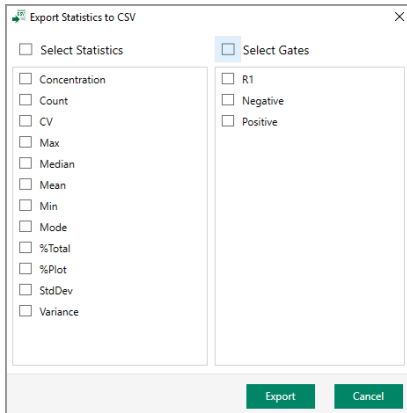 Export Statistics to CSV
Select Statistics
Concentration
Count
CV
Max
Median
Mean
Min
Mode
%Total
%Plot
StdDev
Variance
Select Gates
R1
Negative
Positive
Export
Cancel